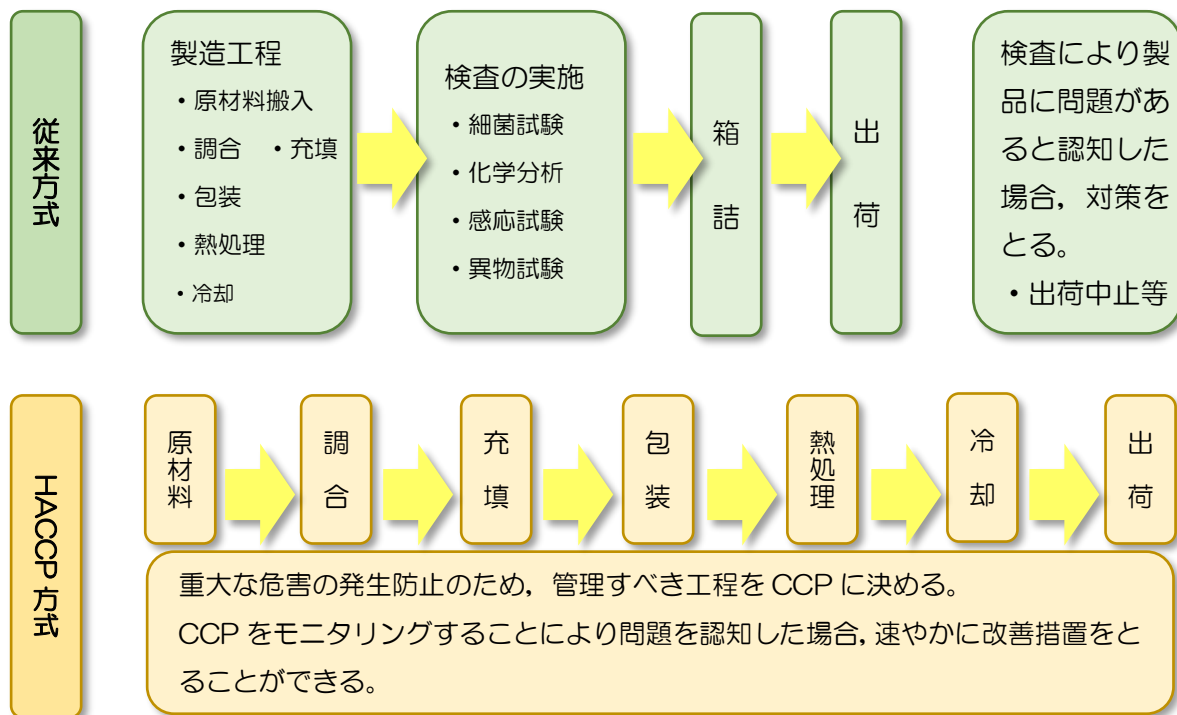 従来方式
製造工程
・原材料搬入
・調合　・充填
・包装
・熱処理
・冷却
検査の実施
・細菌試験
・化学分析
・感応試験
・異物試験
箱詰
出荷
検査により製
品に問題があ
ると認知した
場合，対策を
とる。
・出荷中止等
HACCP 方式
原材料
調合
充填
包装
熱処理
冷却
出荷
重大な危害の発生防止のため，管理すべき工程を CCP に決める。
CCP をモニタリングすることにより問題を認知した場合，速やかに改善措置をと
ることができる。